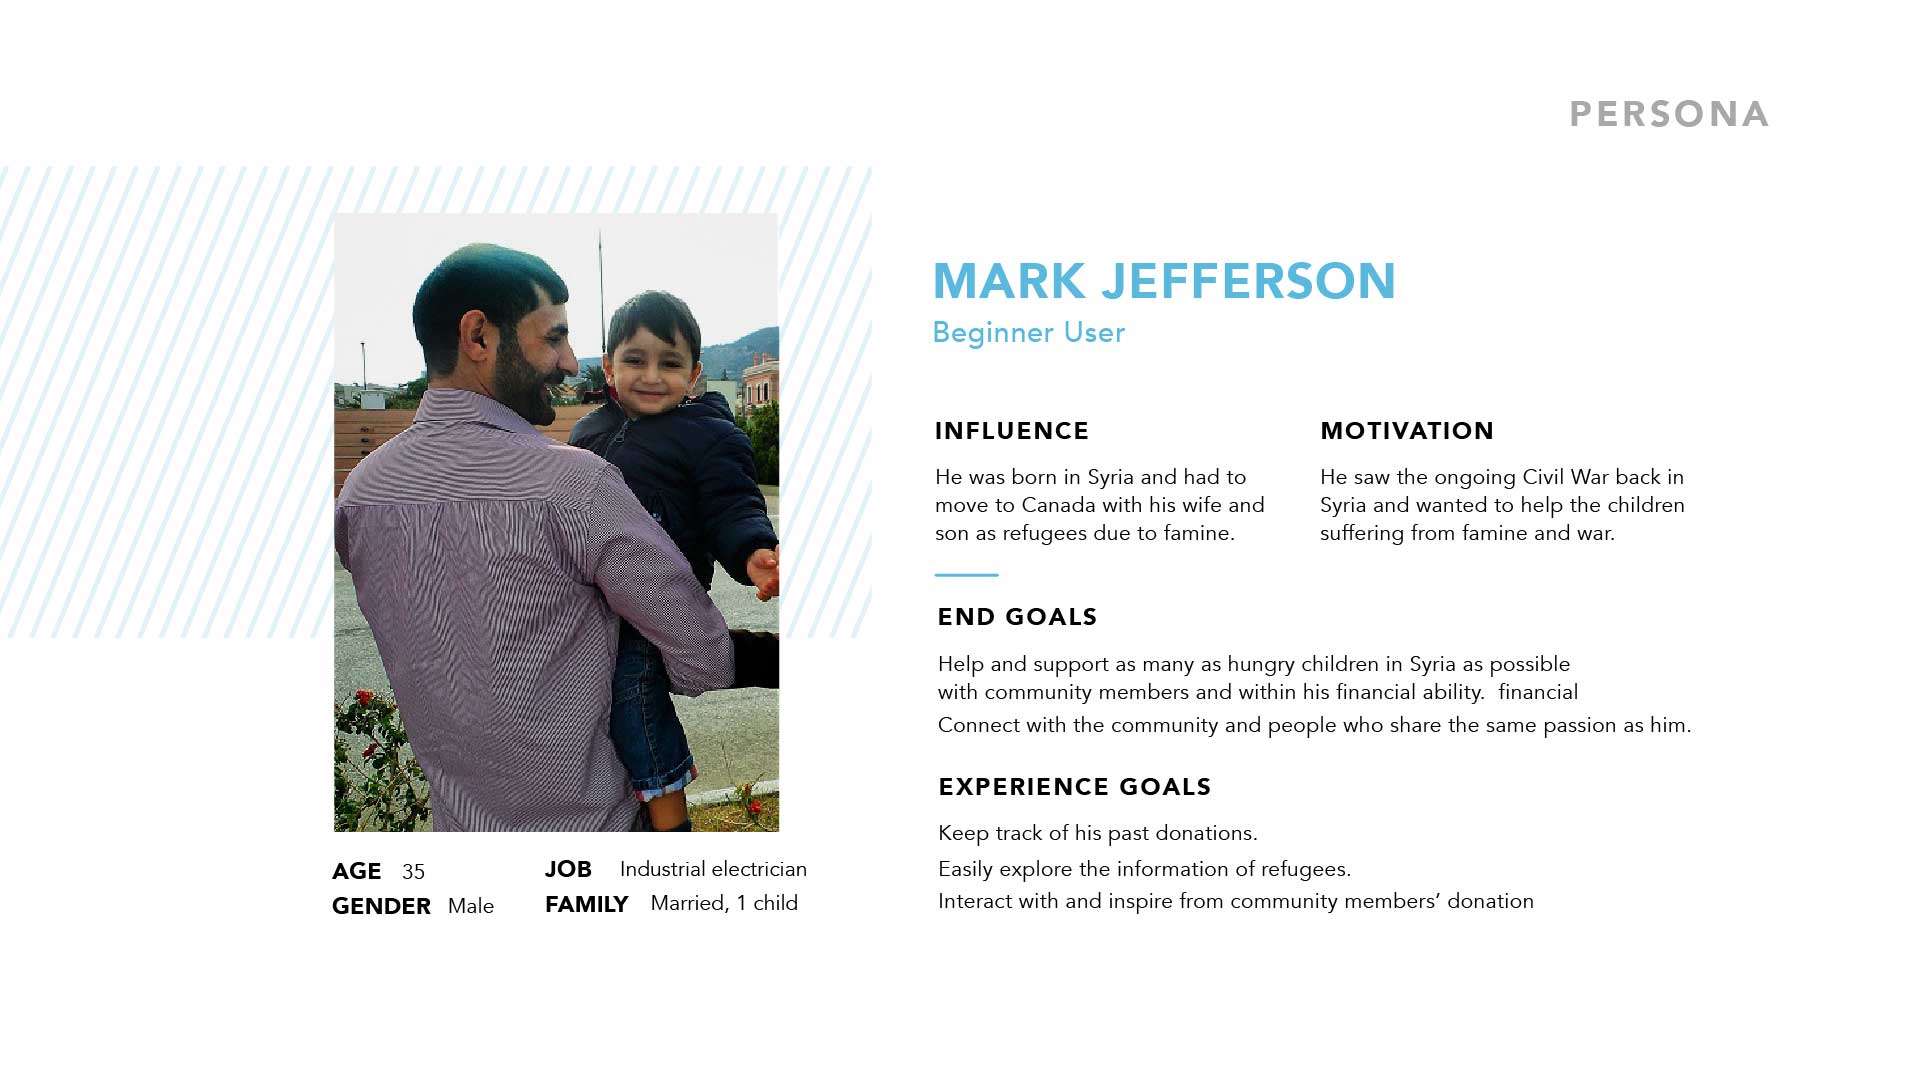 PERSONA
MARK JEFFERSON
Beginner User
INFLUENCE
He was born in Syria and had to
move to Canada with his wife and
son as refugees due to famine.
MOTIVATION
He saw the ongoing Civil War back in
Syria and wanted to help the children
suffering from famine and war.
END GOALS
Help and support as many as hungry children in Syria as possible
with community members and within his financial ability.  financial
Connect with the community and people who share the same passion as him.
EXPERIENCE GOALS
Keep track of his past donations.
Easily explore the information of refugees.
Interact with and inspire from community members’ donation
AGE 35
GENDER Male
JOB Industrial electrician
FAMILY Married, 1 child